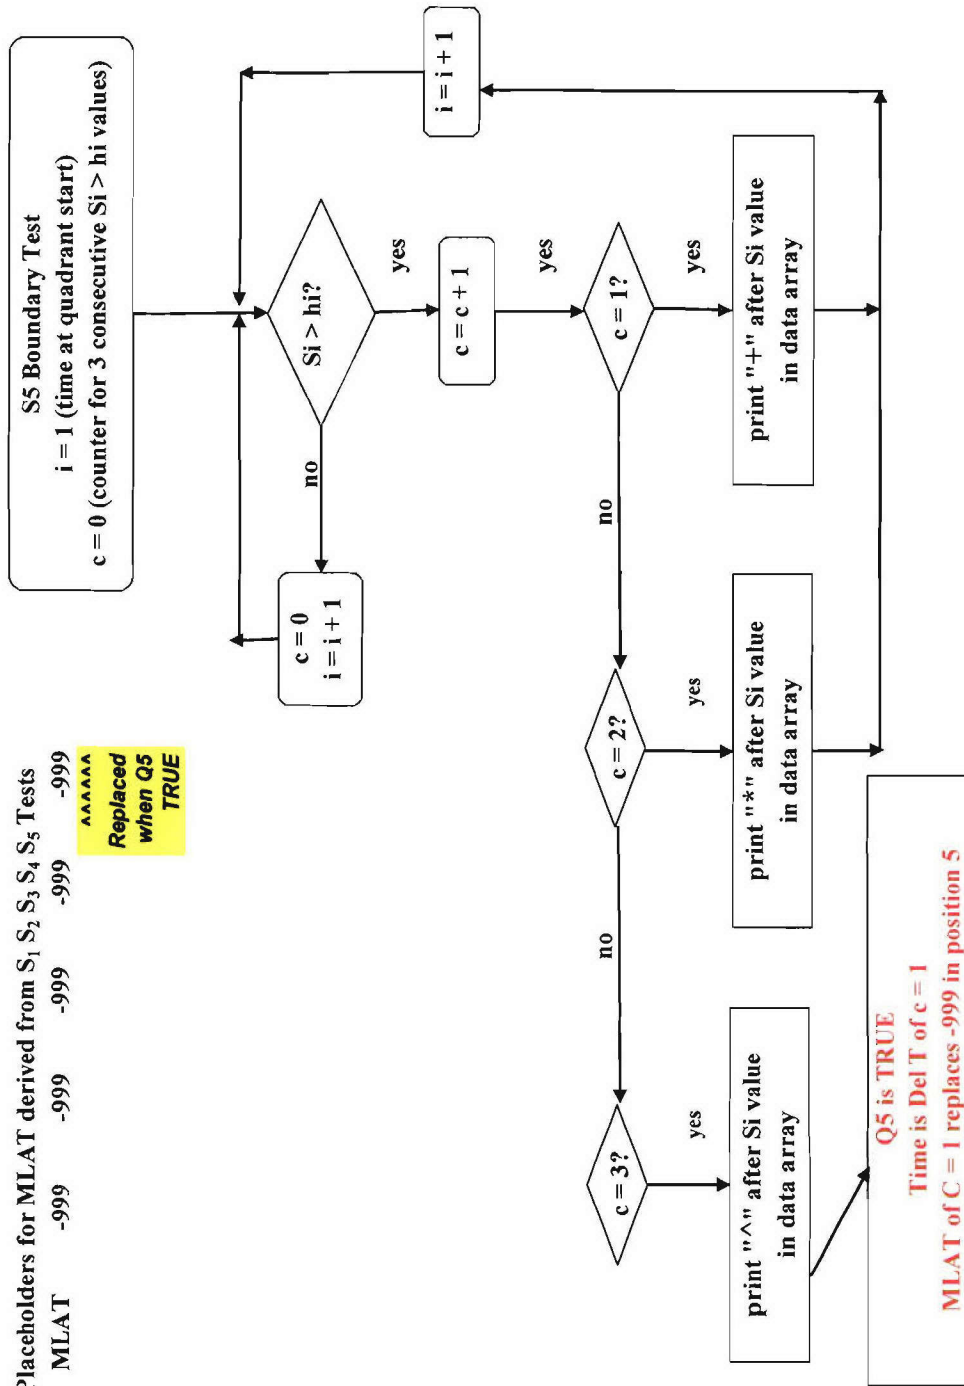 Placeholders for MLAT derived from S1 S2 S3 S4 S5 Tests
MLAT -999 -999 -999 -999 -999
^^^^^^
Replaced
when Q5
TRUE
S5 Boundary Test
i = 1 (time at quadrant start)
c = 0 (counter for 3 consecutive Si > hi values)
Si > hi?
no
c = 0
i = i + 1
yes
c = c + 1
i = i + 1
yes
c = 1?
yes
print "+" after Si value
in data array
no
c = 2?
yes
print "*" after Si value
in data array
no
c = 3?
yes
print "^" after Si value
in data array
Q5 is TRUE
Time is Del T of c = 1
MLAT of C = 1 replaces -999 in position 5